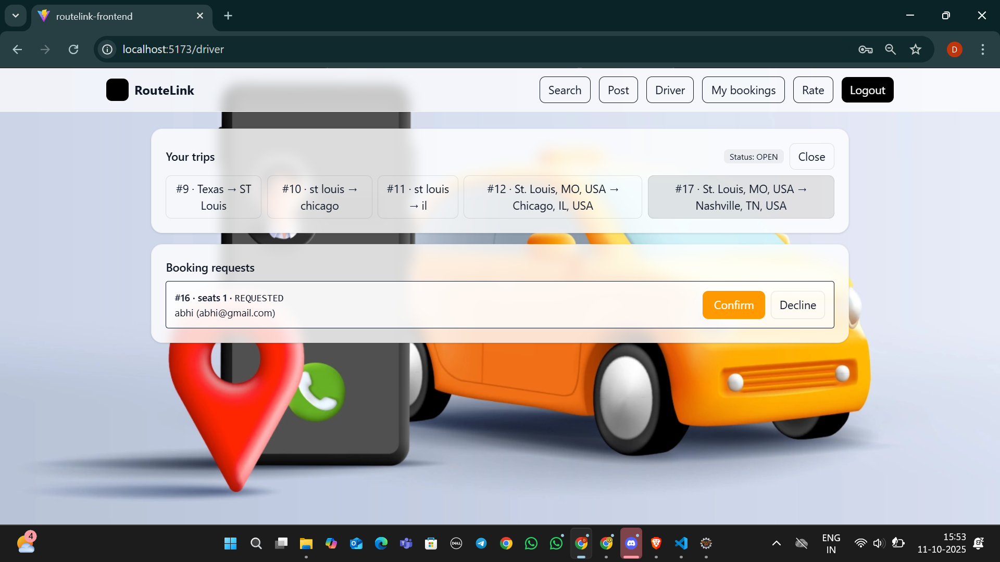 routelink-frontend
localhost:5173/driver
D
RouteLink
Search
Post
Driver
My bookings
Rate
Logout
Your trips
Status: OPEN
Close
#9 · Texas → ST
Louis
#10 · st louis →
chicago
#11 · st louis
→ il
#12 · St. Louis, MO, USA →
Chicago, IL, USA
#17 · St. Louis, MO, USA →
Nashville, TN, USA
Booking requests
#16 · seats 1 · REQUESTED
abhi (abhi@gmail.com)
Confirm
Decline
4
DELL
ENG
IN
15:53
11-10-2025